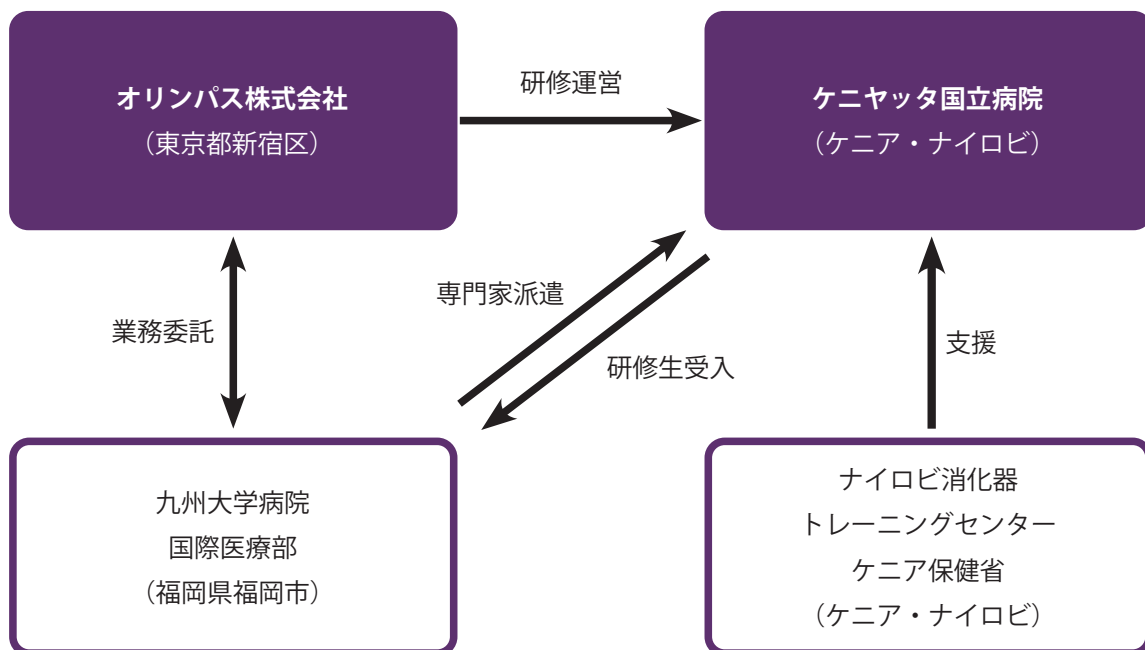 オリンパス株式会社
（東京都新宿区）
研修運営
ケニヤッタ国立病院
（ケニア・ナイロビ）
業務委託
専門家派遣
研修生受入
支援
九州大学病院
国際医療部
（福岡県福岡市）
ナイロビ消化器
トレーニングセンター
ケニア保健省
（ケニア・ナイロビ）